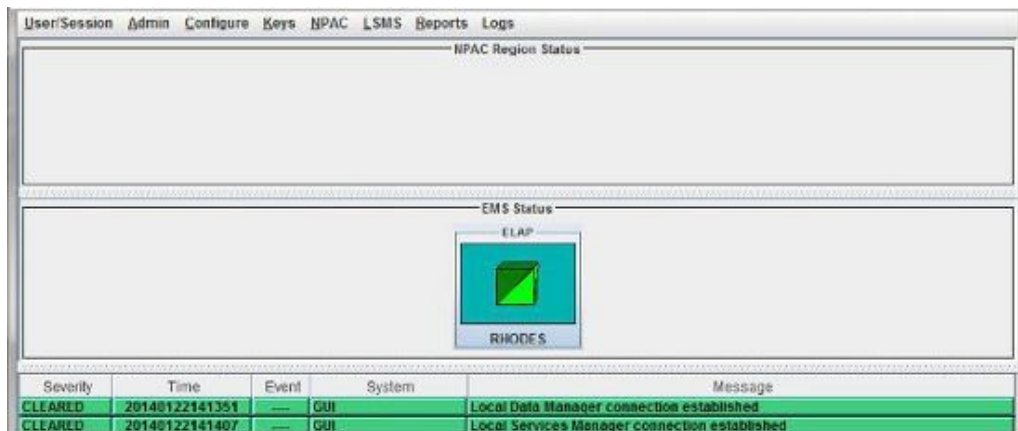 User/Session Admin Configure Keys NPAC LSMS Reports Logs
NPAC Region Status
EMS Status
ELAP
RHODES
Severity Time Event System Message
CLEARED 20140122141351 ---- GUI Local Data Manager connection established
CLEARED 20140122141407 ---- GUI Local Services Manager connection established